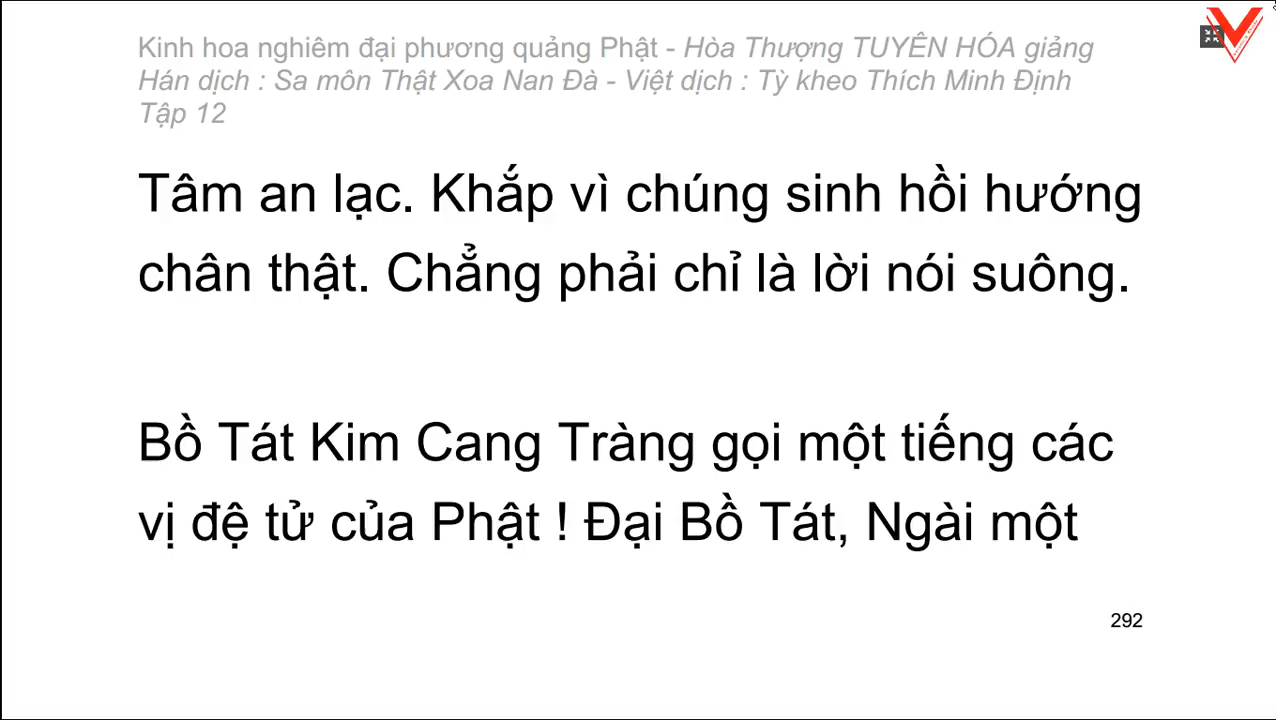 Kinh hoa nghiêm đại phương quảng Phật - Hòa Thượng TUYÊN HÓA giảng
Hán dịch : Sa môn Thật Xoa Nan Đà - Việt dịch : Tỳ kheo Thích Minh Định
Tập 12
Tâm an lạc. Khắp vì chúng sinh hồi hướng
chân thật. Chẳng phải chỉ là lời nói suông.
Bồ Tát Kim Cang Tràng gọi một tiếng các
vị đệ tử của Phật ! Đại Bồ Tát, Ngài một
292